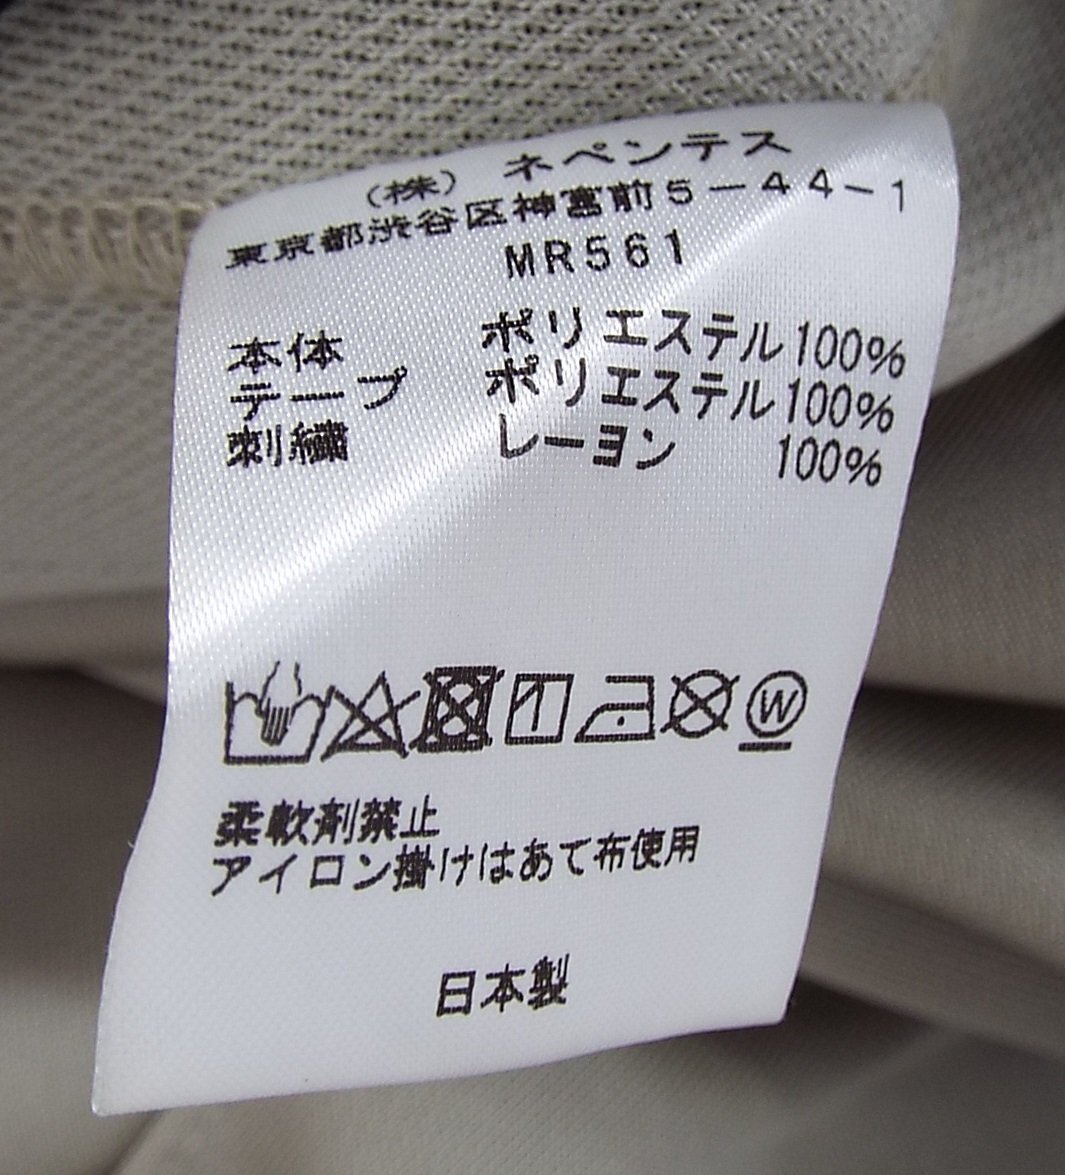 (株) ネペンテス
東京都渋谷区神宮前5-44-1
MR561
本体 ポリエステル100%
テープ ポリエステル100%
刺繍 レーヨン 100%
W
柔軟剤禁止
アイロン掛けはあて布使用
日本製